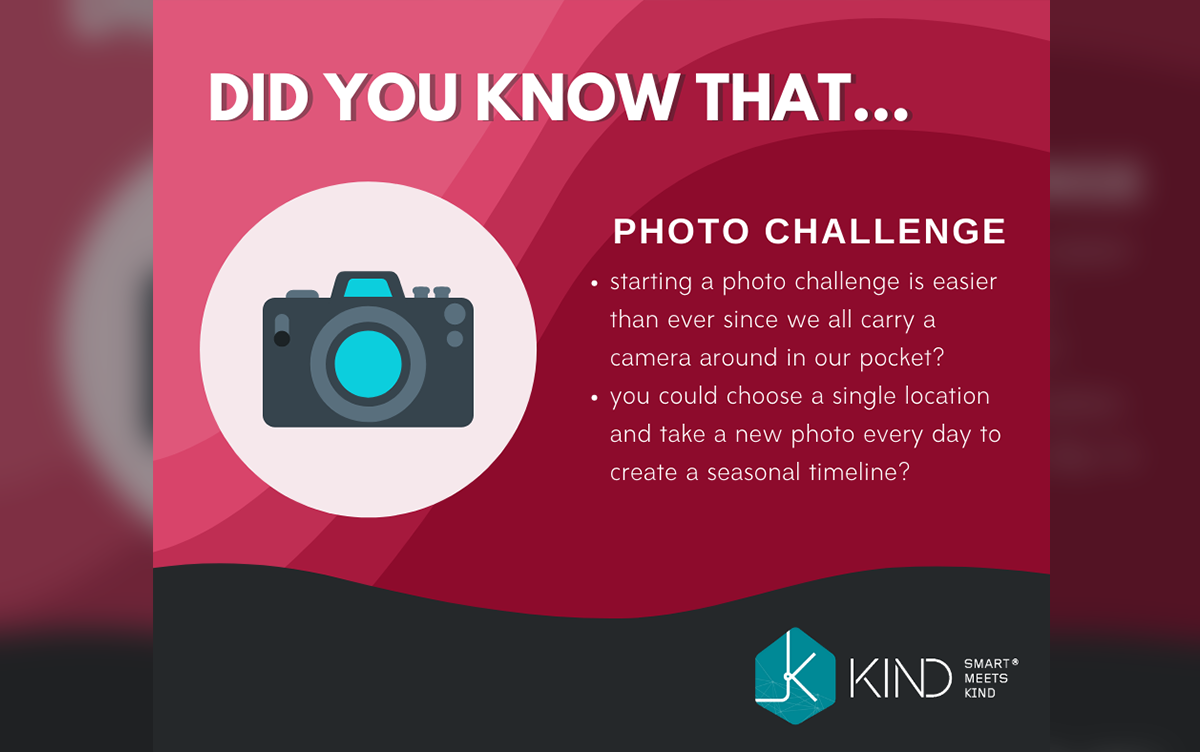 DID YOU KNOW THAT...
PHOTO CHALLENGE
• starting a photo challenge is easier
than ever since we all carry a
camera around in our pocket?
• you could choose a single location
and take a new photo every day to
create a seasonal timeline?
KIND
SMART®
MEETS
KIND